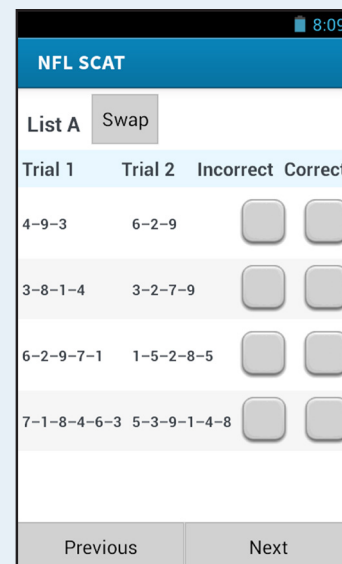 8:09
NFL SCAT
List A Swap
Trial 1 Trial 2 Incorrect Correct
4-9-3 6-2-9
3-8-1-4 3-2-7-9
6-2-9-7-1 1-5-2-8-5
7-1-8-4-6-3 5-3-9-1-4-8
Previous Next